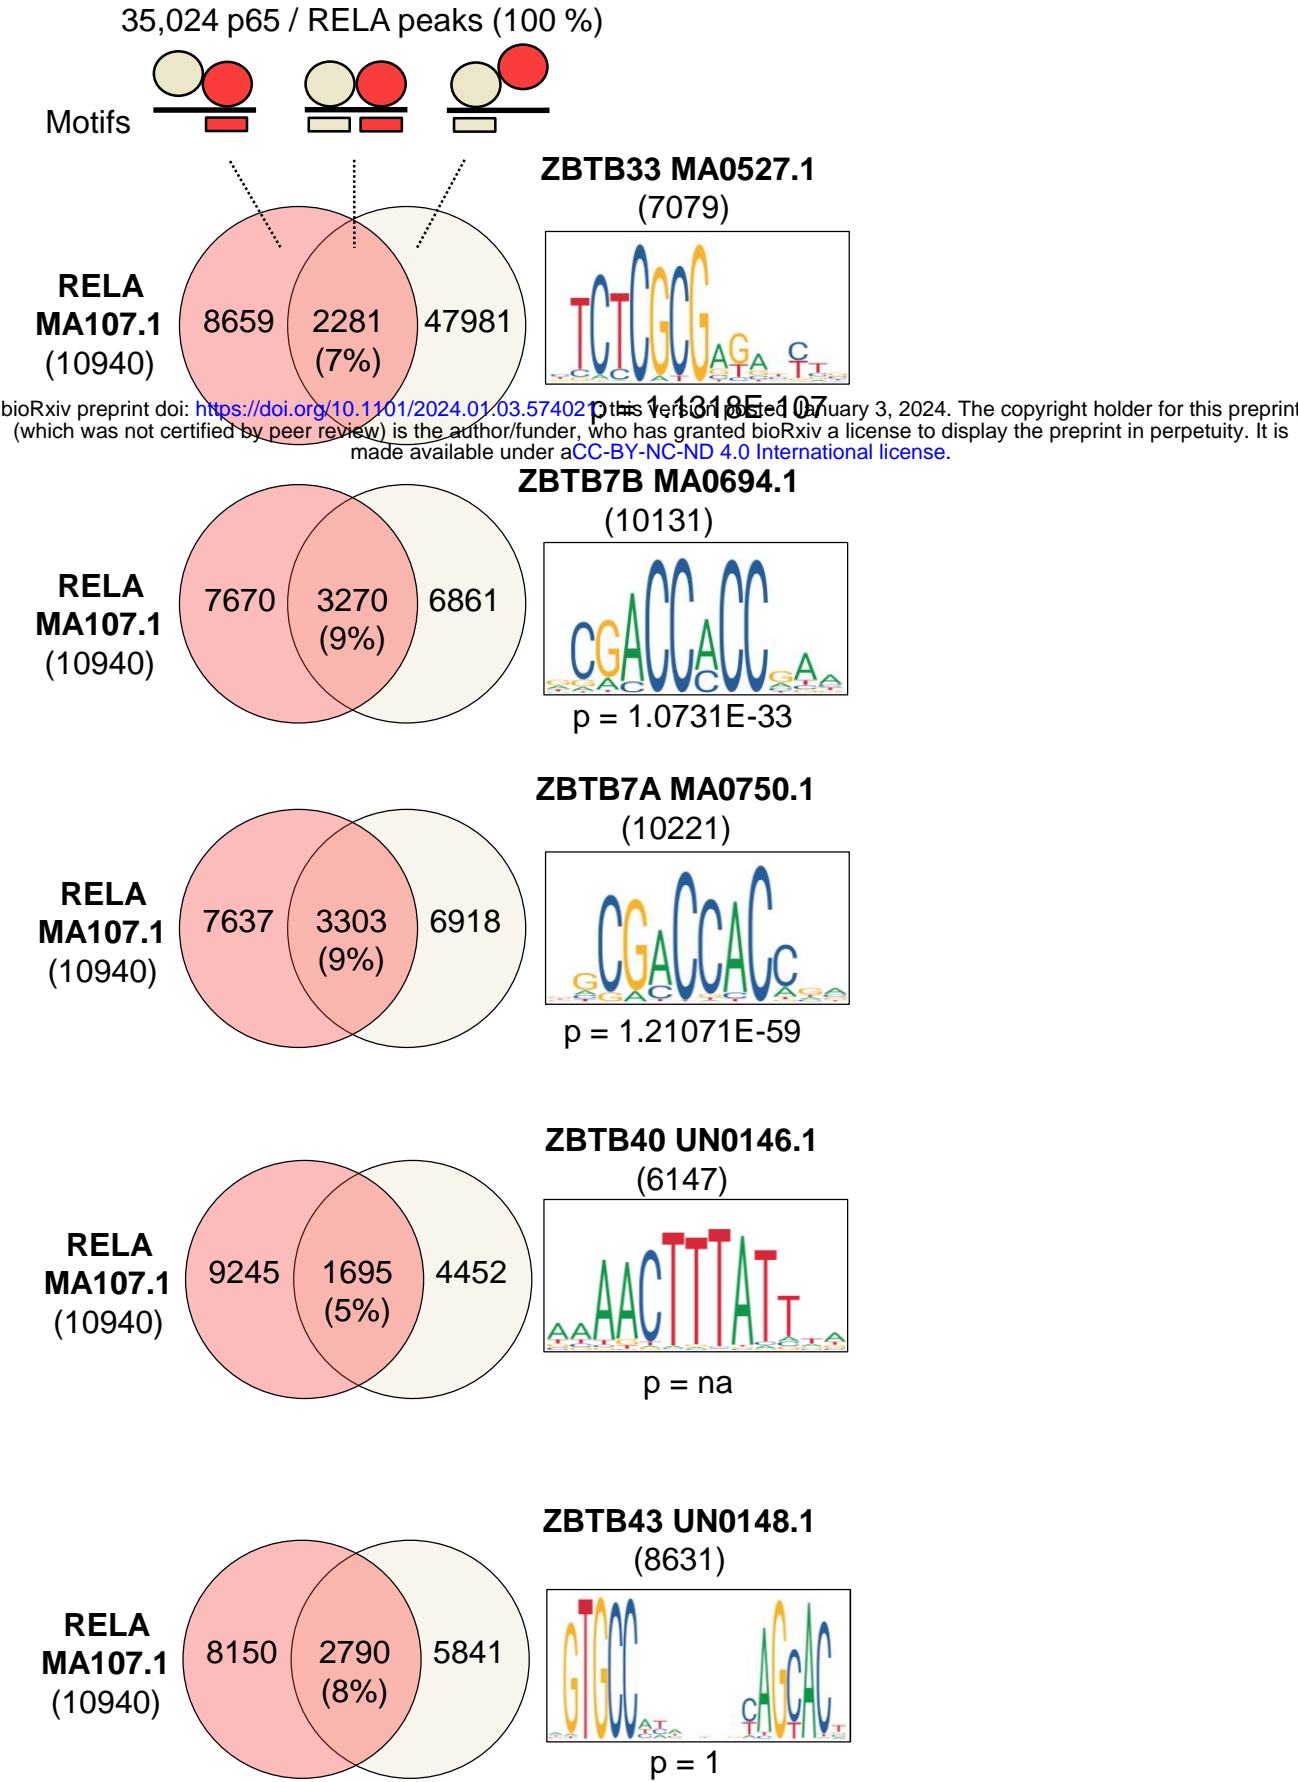 35,024 p65 / RELA peaks (100 %)
Motifs
ZBTB33 MA0527.1
(7079)
RELA
MA107.1
(10940)
8659
2281
(7%)
47981
p = 1.1318E-107
bioRxiv preprint doi: https://doi.org/10.1101/2024.01.03.574021; this version posted January 3, 2024. The copyright holder for this preprint
(which was not certified by peer review) is the author/funder, who has granted bioRxiv a license to display the preprint in perpetuity. It is
made available under aCC-BY-NC-ND 4.0 International license.
ZBTB7B MA0694.1
(10131)
RELA
MA107.1
(10940)
7670
3270
(9%)
6861
p = 1.0731E-33
ZBTB7A MA0750.1
(10221)
RELA
MA107.1
(10940)
7637
3303
(9%)
6918
p = 1.21071E-59
ZBTB40 UN0146.1
(6147)
RELA
MA107.1
(10940)
9245
1695
(5%)
4452
p = na
ZBTB43 UN0148.1
(8631)
RELA
MA107.1
(10940)
8150
2790
(8%)
5841
p = 1